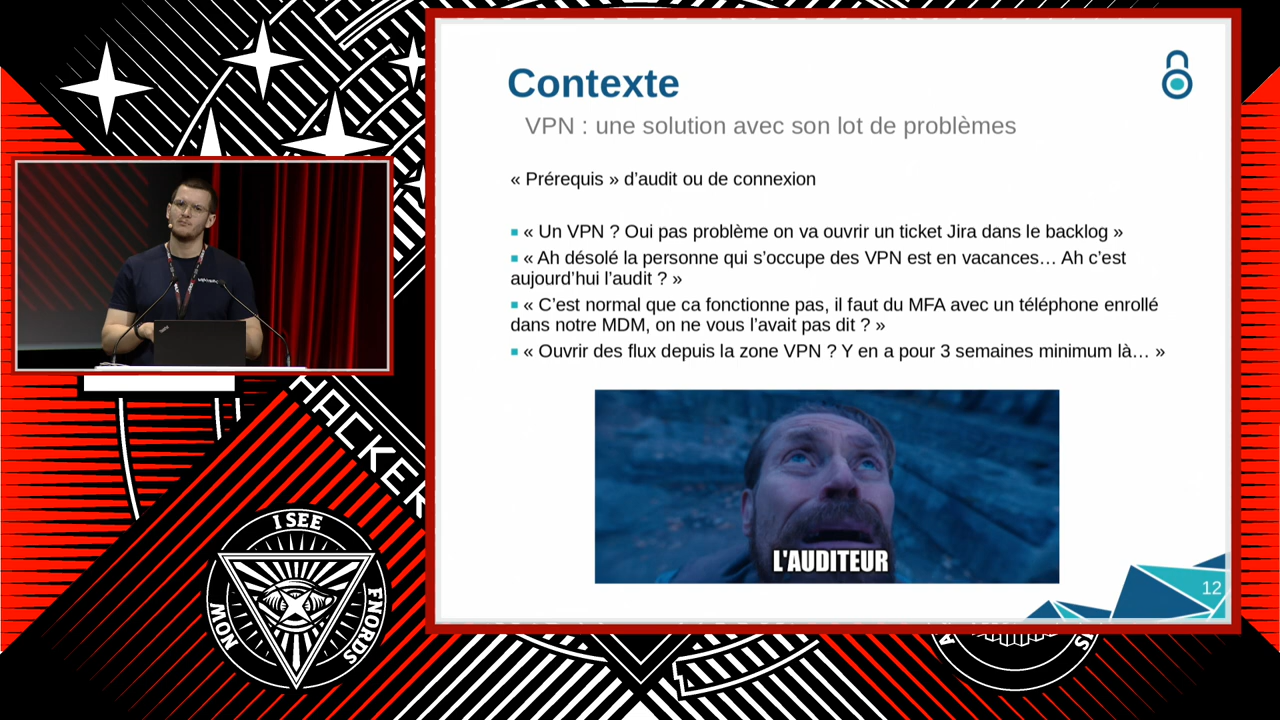 Contexte
VPN : une solution avec son lot de problèmes
« Prérequis » d’audit ou de connexion
« Un VPN ? Oui pas problème on va ouvrir un ticket Jira dans le backlog »
« Ah désolé la personne qui s’occupe des VPN est en vacances… Ah c’est
aujourd’hui l’audit ? »
« C’est normal que ca fonctionne pas, il faut du MFA avec un téléphone enrollé
dans notre MDM, on ne vous l’avait pas dit ? »
« Ouvrir des flux depuis la zone VPN ? Y en a pour 3 semaines minimum là… »
L'AUDITEUR
12
HACKER
I SEE
FNORDS
NOW